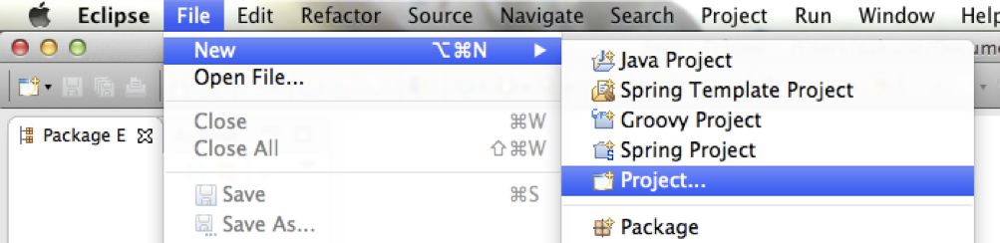 Eclipse File Edit Refactor Source Navigate Search Project Run Window Help
New ⌥⌘N ▶
Open File...
Close ⌘W
Close All ⇧⌘W
Save ⌘S
Save As...
Java Project
Spring Template Project
Groovy Project
Spring Project
Project...
Package
Package E